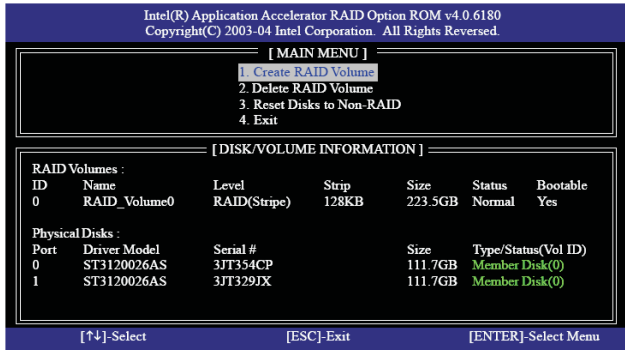 Intel(R) Application Accelerator RAID Option ROM v4.0.6180
Copyright(C) 2003-04 Intel Corporation. All Rights Reversed.
[ MAIN MENU ]
1. Create RAID Volume
2. Delete RAID Volume
3. Reset Disks to Non-RAID
4. Exit
[ DISK/VOLUME INFORMATION ]
RAID Volumes :
ID Name Level Strip Size Status Bootable
0 RAID_Volume0 RAID(Stripe) 128KB 223.5GB Normal Yes
Physical Disks :
Port Driver Model Serial # Size Type/Status(Vol ID)
0 ST3120026AS 3JT354CP 111.7GB Member Disk(0)
1 ST3120026AS 3JT329JX 111.7GB Member Disk(0)
[↑↓]-Select [ESC]-Exit [ENTER]-Select Menu